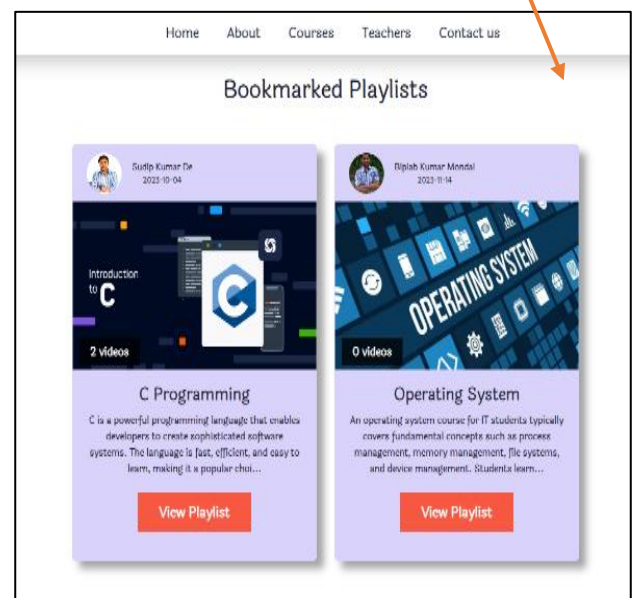 Home About Courses Teachers Contact us
Bookmarked Playlists
Sudip Kumar De
2023-10-04
Introduction
to C
C
2 videos
C Programming
C is a powerful programming language that enables
developers to create sophisticated software
systems. The language is fast, efficient, and easy to
learn, making it a popular choi...
View Playlist
Biplab Kumar Mondal
2023-11-14
OPERATING SYSTEM
0 videos
Operating System
An operating system course for IT students typically
covers fundamental concepts such as process
management, memory management, file systems,
and device management. Students learn...
View Playlist